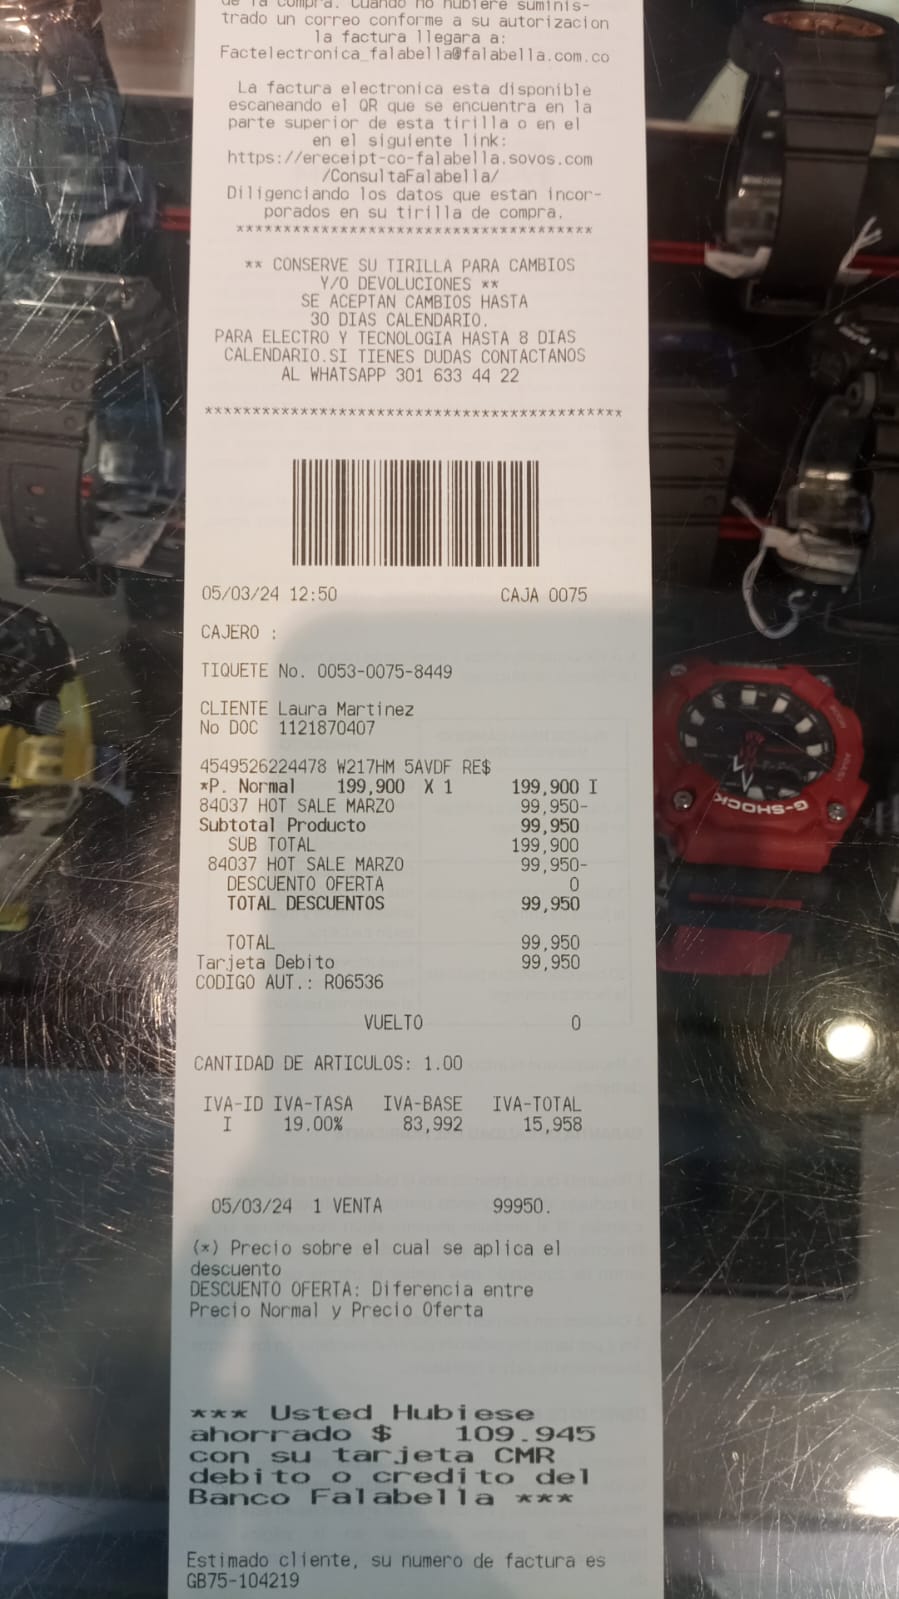 de la compra. Cuando no hubiere suminis-
trado un correo conforme a su autorizacion
la factura llegara a:
Factelectronica_falabella@falabella.com.co
La factura electronica esta disponible
escaneando el QR que se encuentra en la
parte superior de esta tirilla o en el
en el siguiente link:
https://ereceipt-co-falabella.sovos.com
/ConsultaFalabella/
Diligenciando los datos que estan incor-
porados en su tirilla de compra.
**************************************
** CONSERVE SU TIRILLA PARA CAMBIOS
Y/O DEVOLUCIONES **
SE ACEPTAN CAMBIOS HASTA
30 DIAS CALENDARIO.
PARA ELECTRO Y TECNOLOGIA HASTA 8 DIAS
CALENDARIO.SI TIENES DUDAS CONTACTANOS
AL WHATSAPP 301 633 44 22
********************************************
05/03/24 12:50 CAJA 0075
CAJERO :
TIQUETE No. 0053-0075-8449
CLIENTE Laura Martinez
No DOC 1121870407
4549526224478 W217HM 5AVDF RE$
*P. Normal 199,900 X 1 199,900 I
84037 HOT SALE MARZO 99,950-
Subtotal Producto 99,950
SUB TOTAL 199,900
84037 HOT SALE MARZO 99,950-
DESCUENTO OFERTA 0
TOTAL DESCUENTOS 99,950
TOTAL 99,950
Tarjeta Debito 99,950
CODIGO AUT.: R06536
VUELTO 0
CANTIDAD DE ARTICULOS: 1.00
IVA-ID IVA-TASA IVA-BASE IVA-TOTAL
I 19.00% 83,992 15,958
05/03/24 1 VENTA 99950.
(*) Precio sobre el cual se aplica el
descuento
DESCUENTO OFERTA: Diferencia entre
Precio Normal y Precio Oferta
*** Usted Hubiese
ahorrado $ 109.945
con su tarjeta CMR
debito o credito del
Banco Falabella ***
Estimado cliente, su numero de factura es
GB75-104219
G-SHOCK